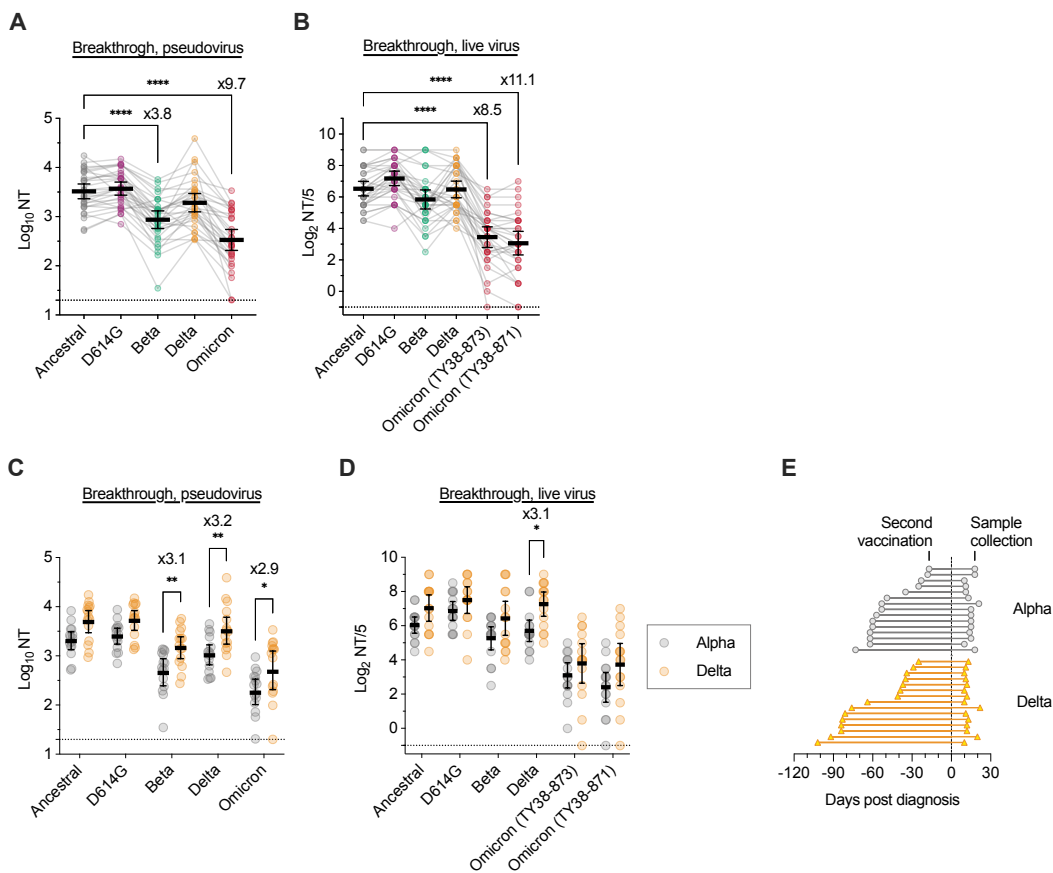 A
Breakthrogh, pseudovirus
****
x9.7
****
x3.8
Log10 NT
5
4
3
2
1
Ancestral
D614G
Beta
Delta
Omicron
B
Breakthrough, live virus
****
x11.1
****
x8.5
Log2 NT/5
10
8
6
4
2
0
Ancestral
D614G
Beta
Delta
Omicron (TY38-873)
Omicron (TY38-871)
C
Breakthrough, pseudovirus
x3.1
**
x3.2
**
x2.9
*
Log10 NT
5
4
3
2
1
Ancestral
D614G
Beta
Delta
Omicron
D
Breakthrough, live virus
x3.1
*
Log2 NT/5
10
8
6
4
2
0
Ancestral
D614G
Beta
Delta
Omicron (TY38-873)
Omicron (TY38-871)
Alpha
Delta
E
Second
vaccination
Sample
collection
Alpha
Delta
-120 -90 -60 -30 0 30
Days post diagnosis